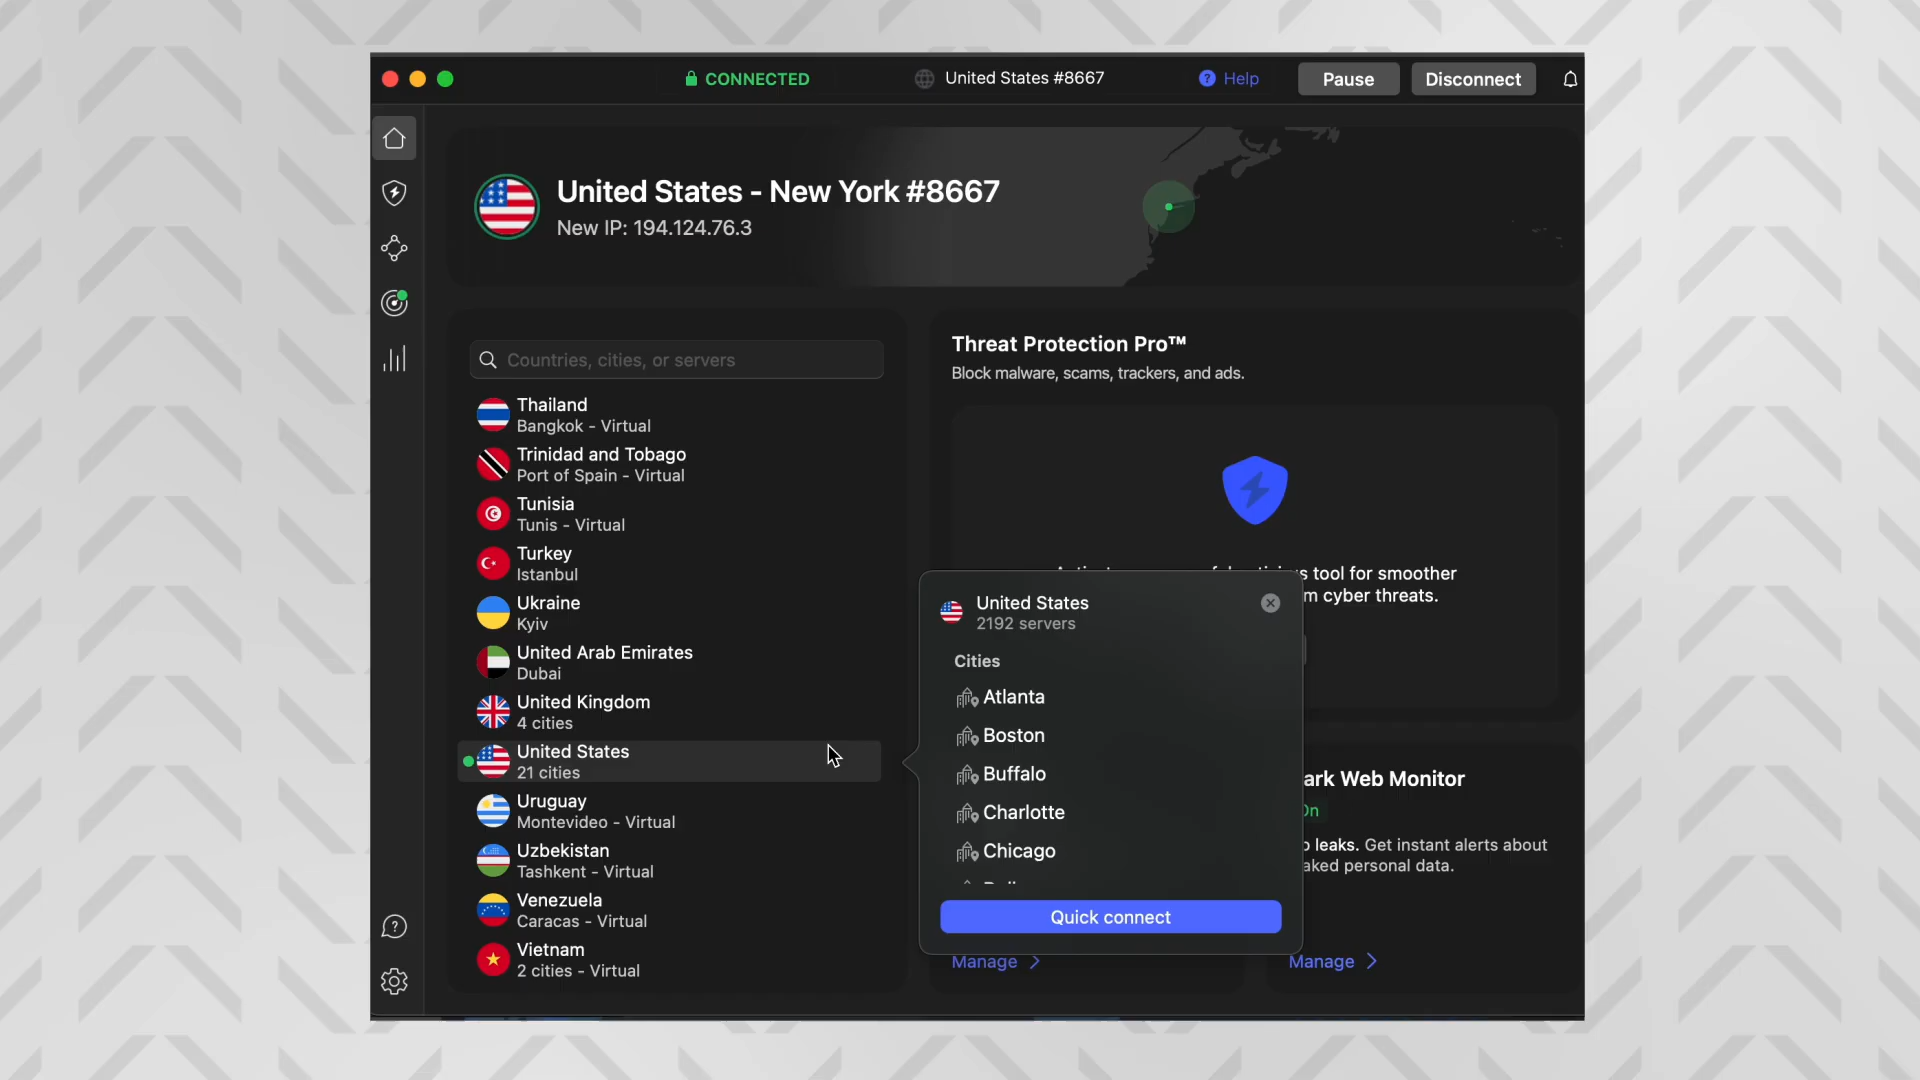 CONNECTED
United States #8667
Help
Pause
Disconnect
United States - New York #8667
New IP: 194.124.76.3
Countries, cities, or servers
Thailand
Bangkok - Virtual
Trinidad and Tobago
Port of Spain - Virtual
Tunisia
Tunis - Virtual
Turkey
Istanbul
Ukraine
Kyiv
United Arab Emirates
Dubai
United Kingdom
4 cities
United States
21 cities
Uruguay
Montevideo - Virtual
Uzbekistan
Tashkent - Virtual
Venezuela
Caracas - Virtual
Vietnam
2 cities - Virtual
Threat Protection Pro™
Block malware, scams, trackers, and ads.
tool for smoother
cyber threats.
United States
2192 servers
Cities
Atlanta
Boston
Buffalo
Charlotte
Chicago
Quick connect
Manage
Web Monitor
leaks. Get instant alerts about
personal data.
Manage